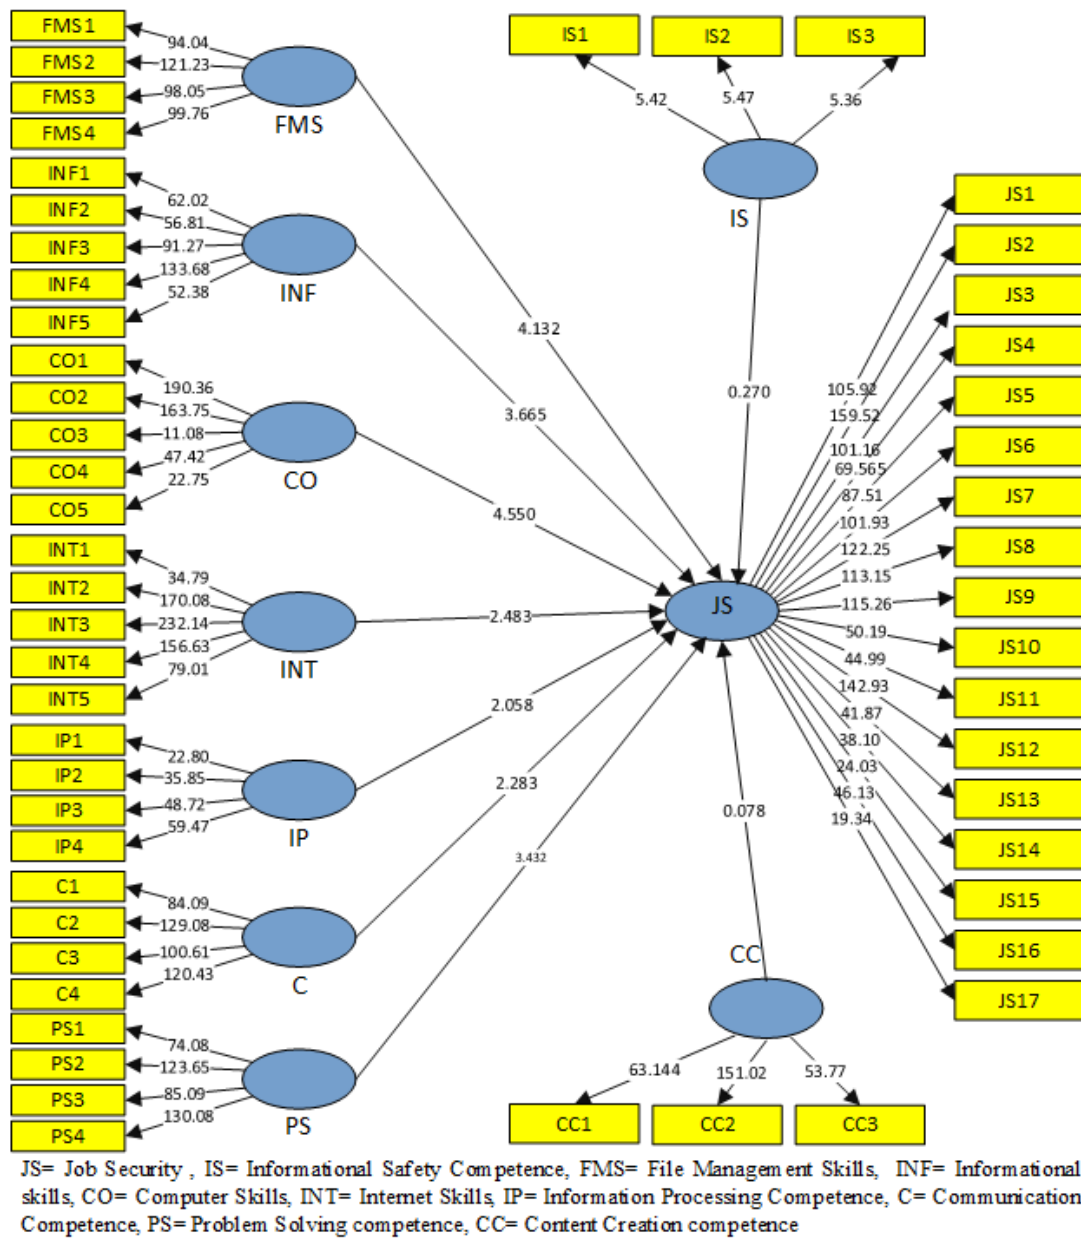 FMS1
94.04
FMS2
121.23
FMS3
98.05
FMS4
99.76
FMS
INF1
62.02
INF2
56.81
INF3
91.27
INF4
133.68
INF5
52.38
INF
CO1
190.36
CO2
163.75
CO3
11.08
CO4
47.42
CO5
22.75
CO
INT1
34.79
INT2
170.08
INT3
232.14
INT4
156.63
INT5
79.01
INT
IP1
22.80
IP2
35.85
IP3
48.72
IP4
59.47
IP
C1
84.09
C2
129.08
C3
100.61
C4
120.43
C
PS1
74.08
PS2
123.65
PS3
85.09
PS4
130.08
PS
4.132
3.665
4.550
2.483
2.058
2.283
3.432
IS1
IS2
IS3
5.42
5.47
5.36
IS
0.270
JS
0.078
CC
63.144
151.02
53.77
CC1
CC2
CC3
105.92
159.52
101.16
69.565
87.51
101.93
122.25
113.15
115.26
50.19
44.99
142.93
41.87
38.10
24.03
46.13
19.34
JS1
JS2
JS3
JS4
JS5
JS6
JS7
JS8
JS9
JS10
JS11
JS12
JS13
JS14
JS15
JS16
JS17
JS= Job Security , IS= Informational Safety Competence, FMS= File Management Skills, INF= Informational
skills, CO= Computer Skills, INT= Internet Skills, IP= Information Processing Competence, C= Communication
Competence, PS= Problem Solving competence, CC= Content Creation competence